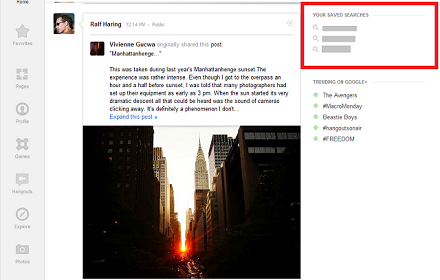 Home
Favorites
Pages
Profile
Games
Hangouts
Explore
Photos
Ralf Haring 12:14 PM - Public
Vivienne Gucwa originally shared this post:
"Manhattanhenge..."
This was taken during last year's Manhattanhenge sunset The
experience was rather intense. Even though I got to the overpass an
hour and a half before sunset, I was told that many photographers had
set up their equipment as early as 3 pm. When the sun started its very
dramatic descent all that could be heard was the sound of cameras
clicking away. It's definitely a phenomenon I don't...
Expand this post »
YOUR SAVED SEARCHES
TRENDING ON GOOGLE+
The Avengers
#MacroMonday
Beastie Boys
#hangoutsonair
#FREEDOM